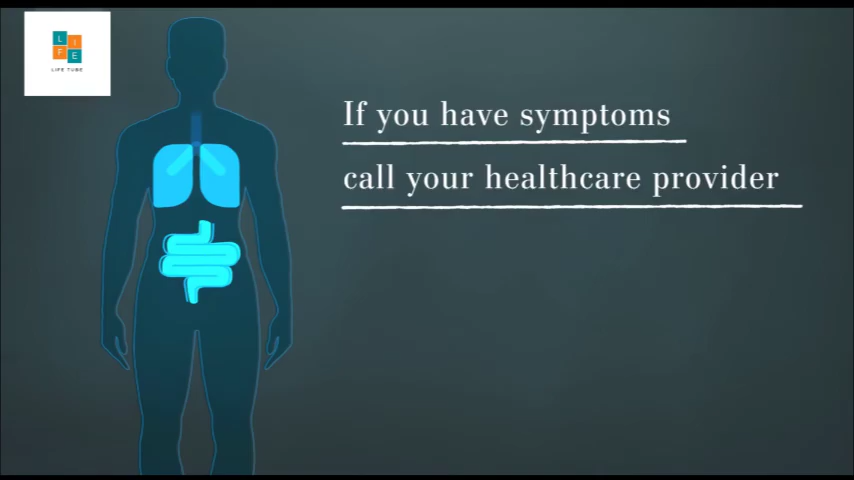 L I
F E
LIFE TUBE
If you have symptoms
call your healthcare provider